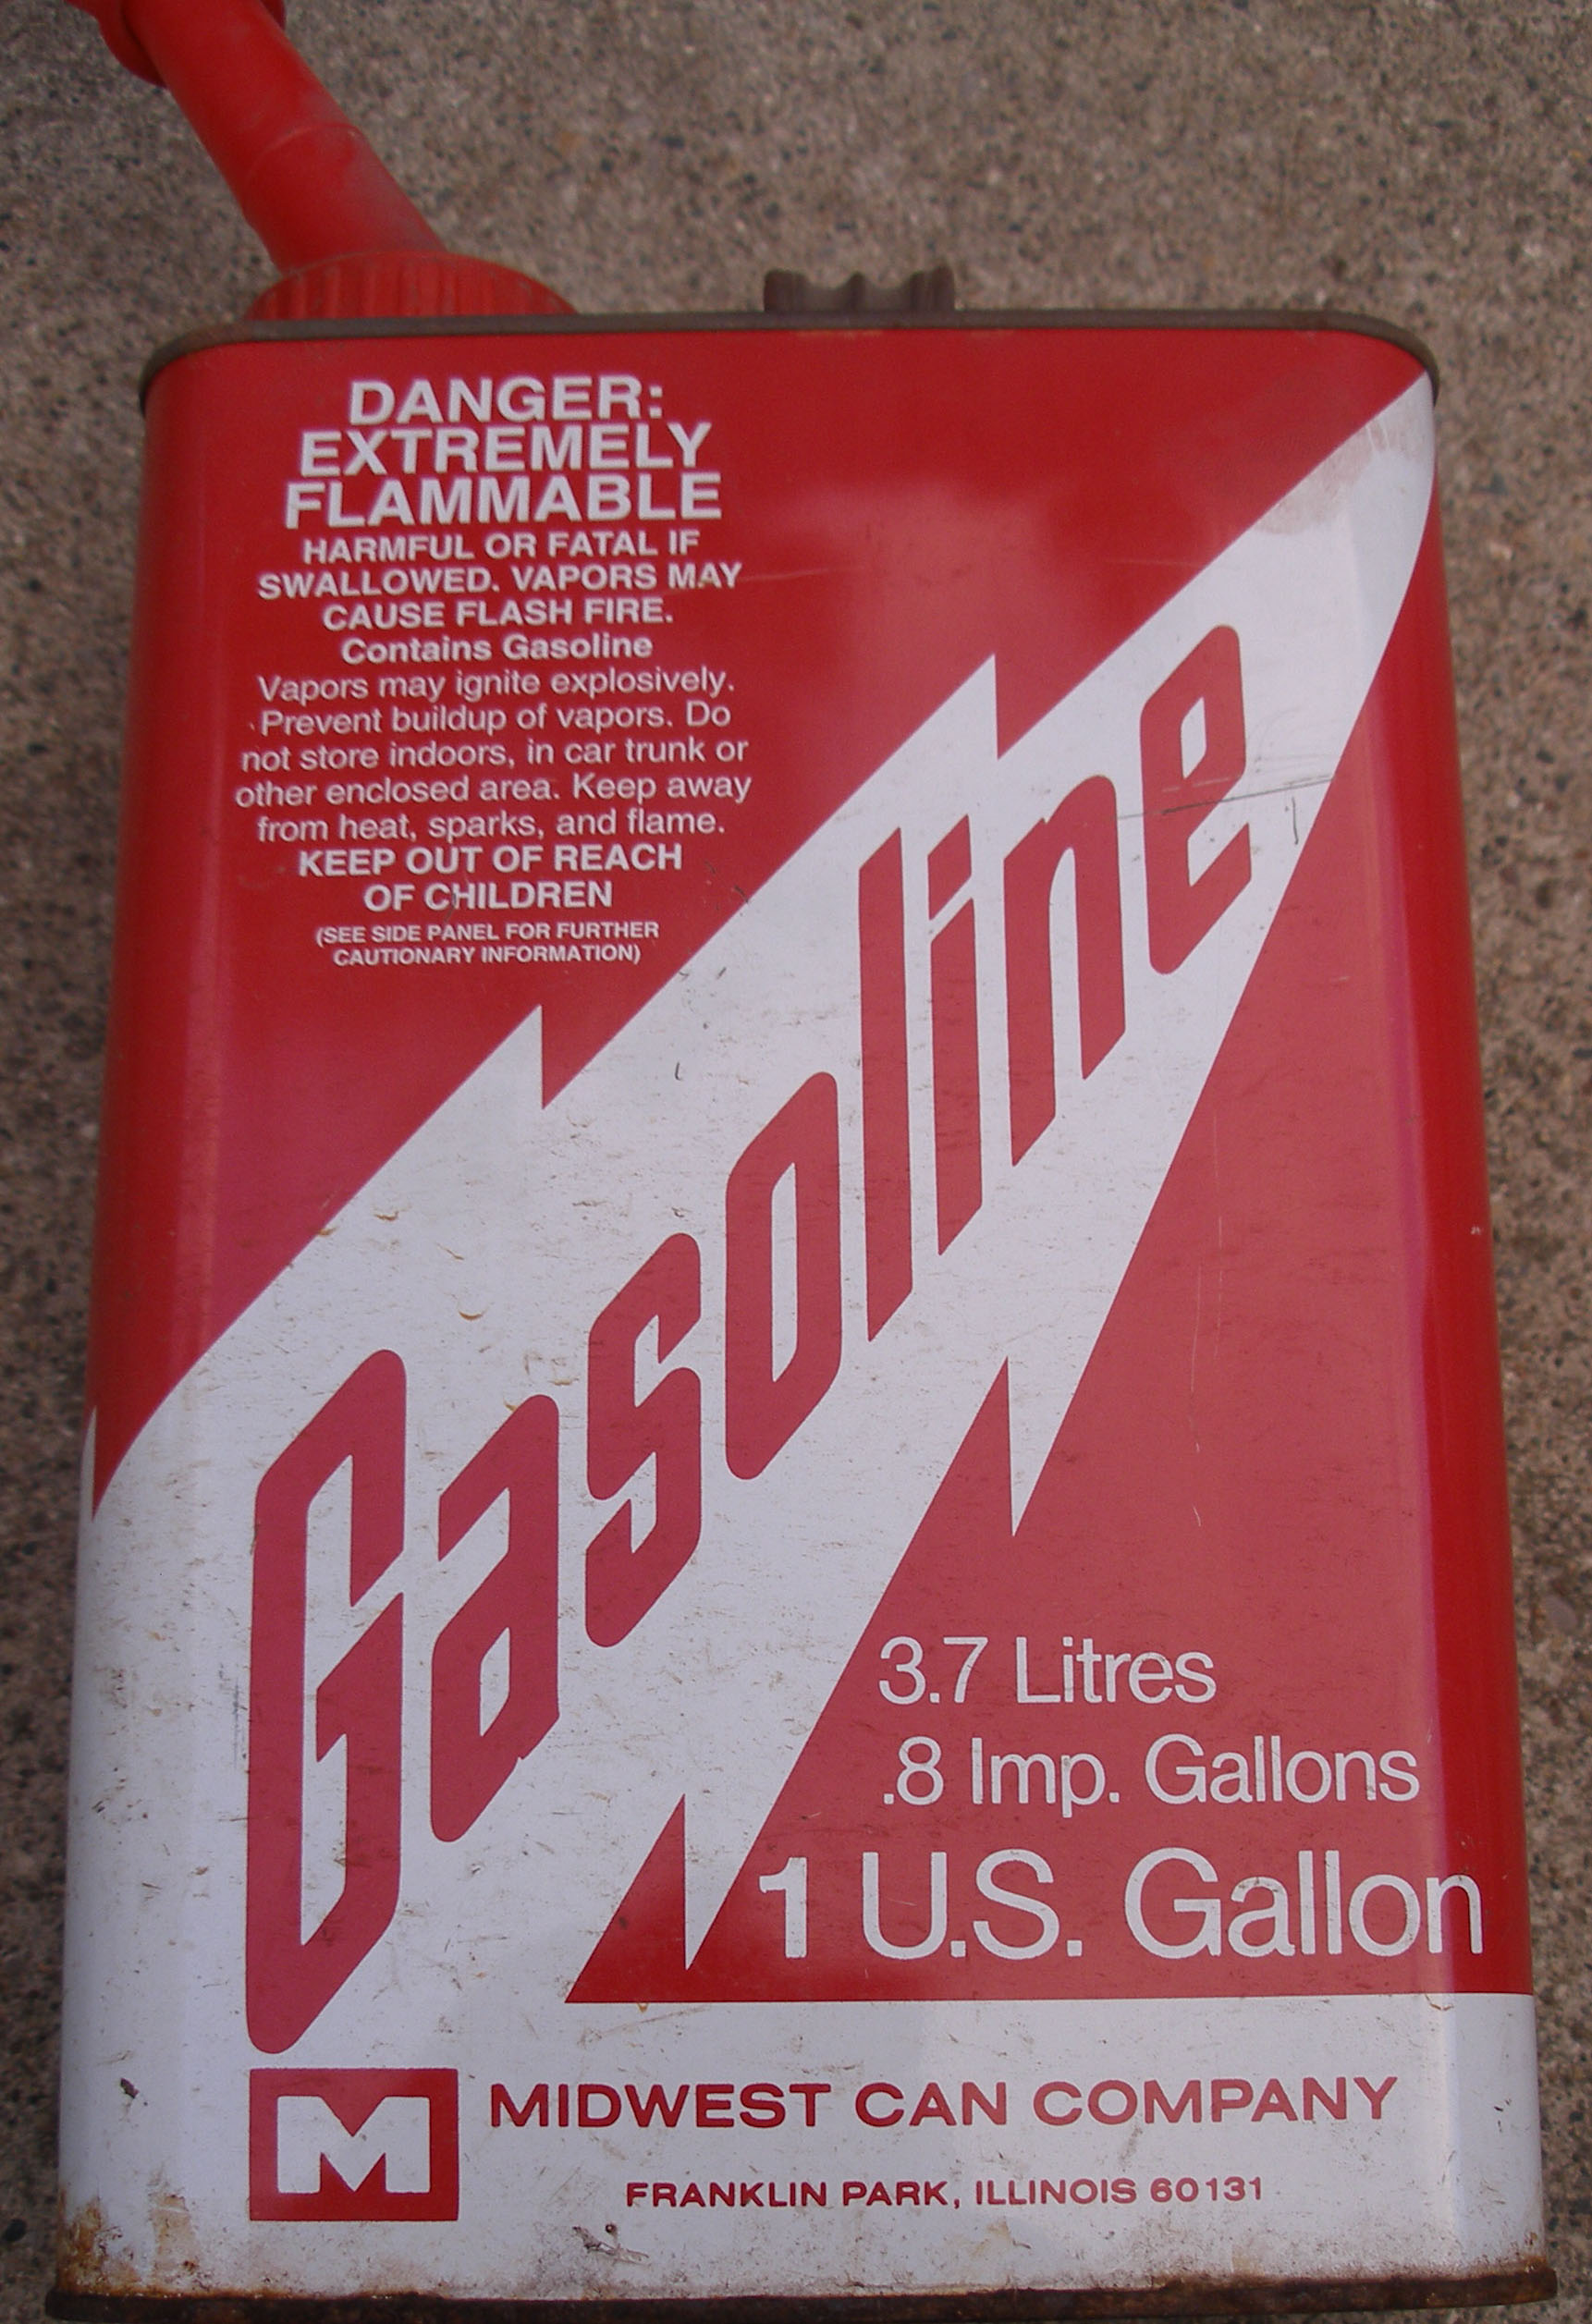 DANGER:
EXTREMELY
FLAMMABLE
HARMFUL OR FATAL IF
SWALLOWED. VAPORS MAY
CAUSE FLASH FIRE.
Contains Gasoline
Vapors may ignite explosively.
Prevent buildup of vapors. Do
not store indoors, in car trunk or
other enclosed area. Keep away
from heat, sparks, and flame.
KEEP OUT OF REACH
OF CHILDREN
(SEE SIDE PANEL FOR FURTHER
CAUTIONARY INFORMATION)
Gasoline
3.7 Litres
.8 Imp. Gallons
1 U.S. Gallon
M
MIDWEST CAN COMPANY
FRANKLIN PARK, ILLINOIS 60131